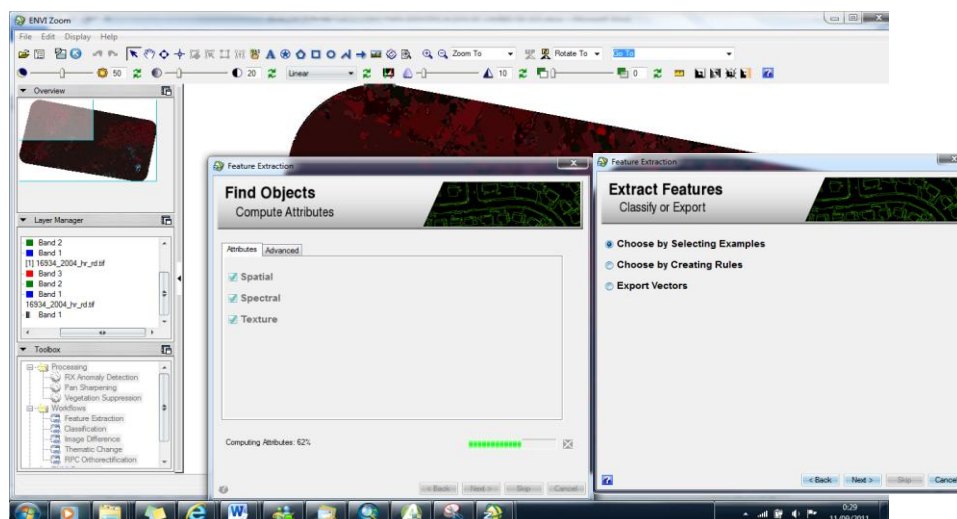 ENVI Zoom
File Edit Display Help
Zoom To
Rotate To
Go To
50
20
Linear
10
0
Overview
Layer Manager
Band 2
Band 1
[1] 16934_2004_hr_rd.tif
Band 3
Band 2
Band 1
16934_2004_hr_rd.tif
Band 1
Toolbox
Processing
RX Anomaly Detection
Pan Sharpening
Vegetation Suppression
Workflows
Feature Extraction
Classification
Image Difference
Thematic Change
RPC Orthorectification
Feature Extraction
Find Objects
Compute Attributes
Attributes Advanced
Spatial
Spectral
Texture
Computing Attributes: 62%
< Back Next > Skip Cancel
Feature Extraction
Extract Features
Classify or Export
Choose by Selecting Examples
Choose by Creating Rules
Export Vectors
< Back Next > Skip Cancel
0:29
11/09/2011